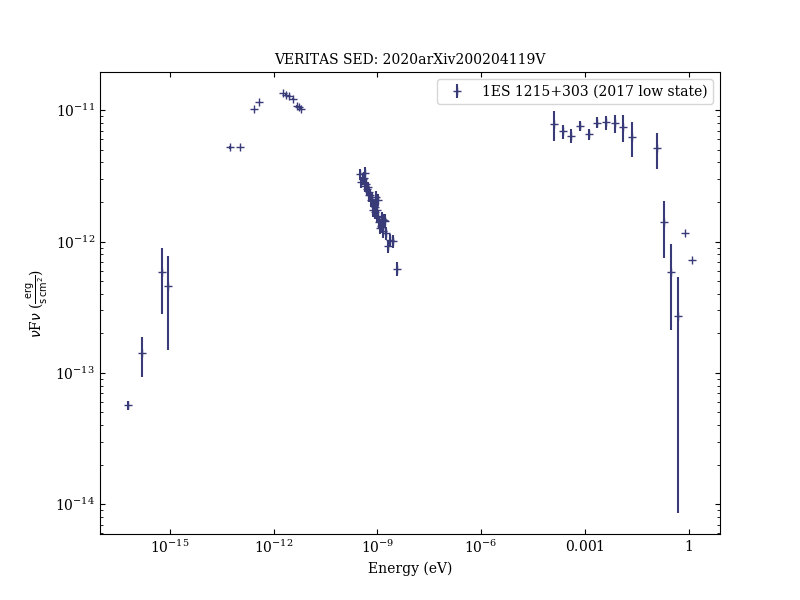 VERITAS SED: 2020arXiv200204119V
1ES 1215+303 (2017 low state)
νFν (erg / s cm²)
10⁻¹¹
10⁻¹²
10⁻¹³
10⁻¹⁴
10⁻¹⁵ 10⁻¹² 10⁻⁹ 10⁻⁶ 0.001 1
Energy (eV)